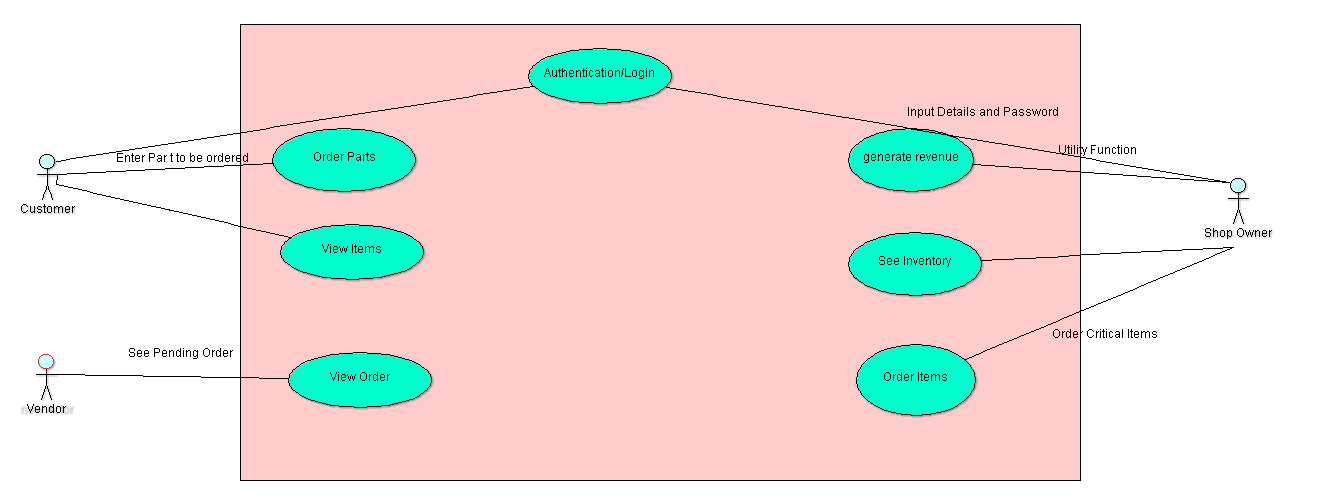 Authentication/Login
Input Details and Password
Enter Part to be ordered
Order Parts
generate revenue
Utility Function
Customer
Shop Owner
View Items
See Inventory
Order Critical Items
See Pending Order
View Order
Order Items
Vendor